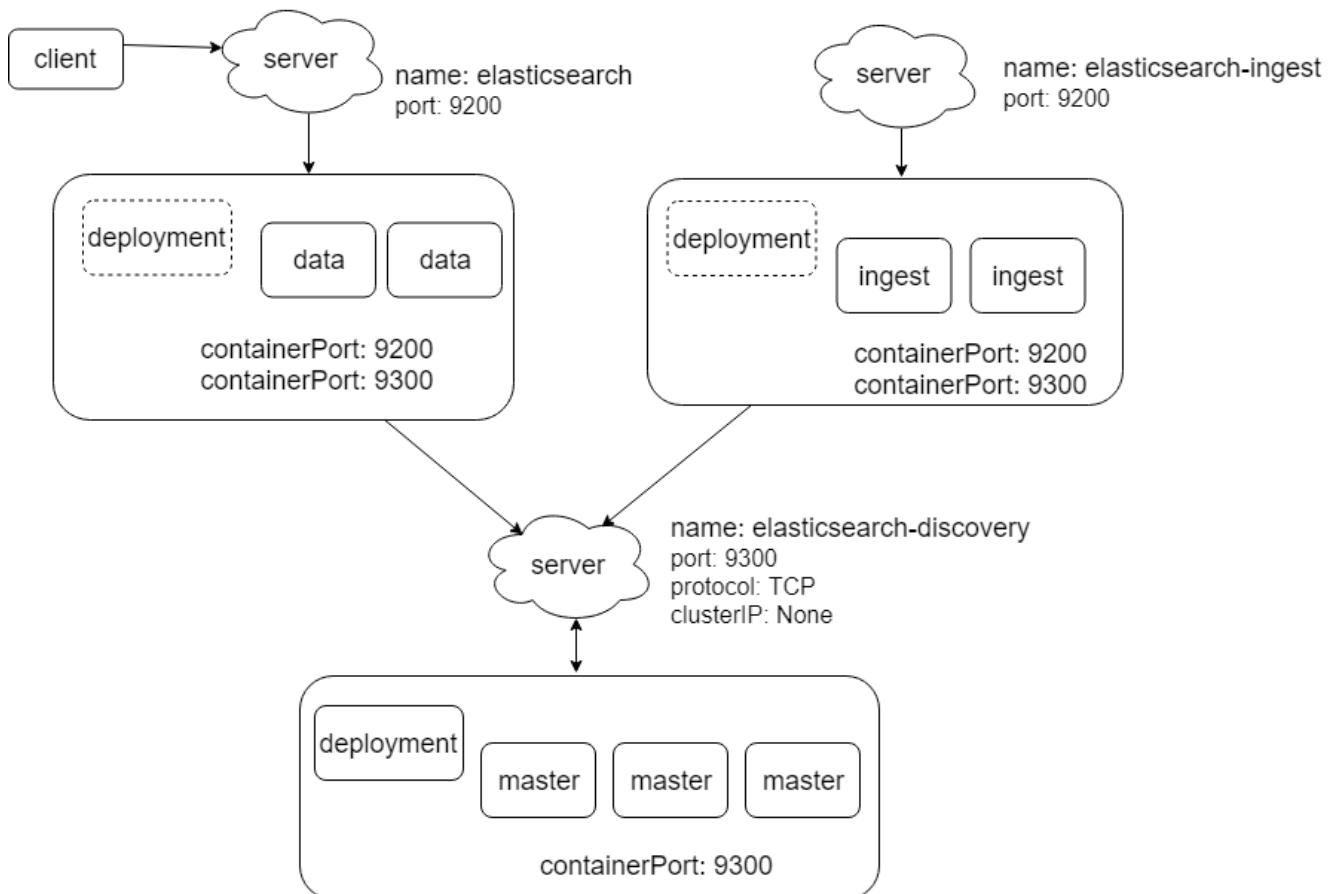 client
server
name: elasticsearch
port: 9200
server
name: elasticsearch-ingest
port: 9200
deployment
data
data
containerPort: 9200
containerPort: 9300
deployment
ingest
ingest
containerPort: 9200
containerPort: 9300
server
name: elasticsearch-discovery
port: 9300
protocol: TCP
clusterIP: None
deployment
master
master
master
containerPort: 9300